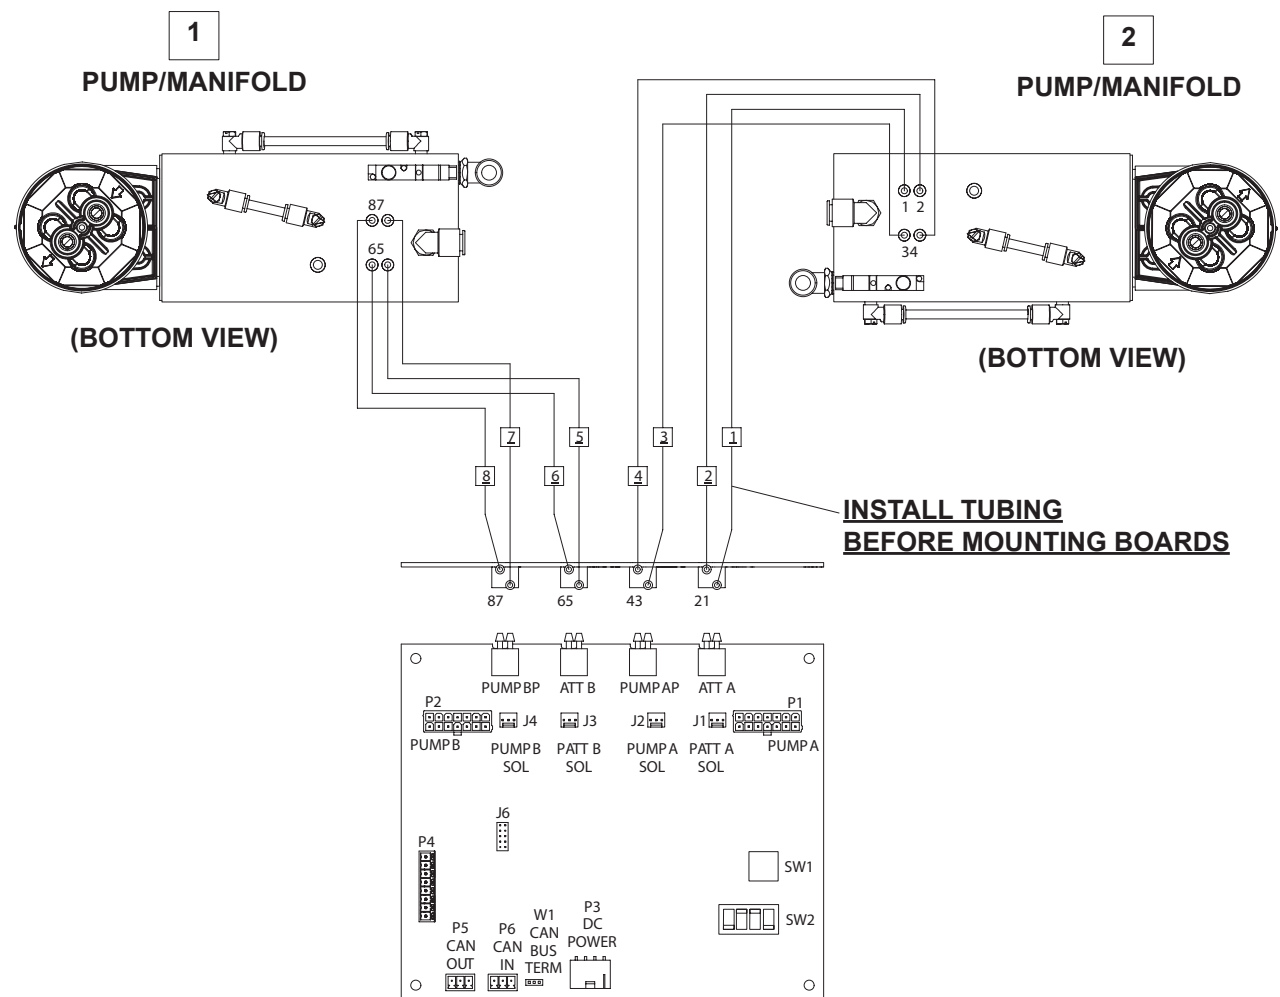 1
PUMP/MANIFOLD
2
PUMP/MANIFOLD
87
65
1 2
34
(BOTTOM VIEW)
(BOTTOM VIEW)
7
5
3
1
8
6
4
2
INSTALL TUBING
BEFORE MOUNTING BOARDS
87
65
43
21
PUMP BP
ATT B
PUMP AP
ATT A
P2
P1
J4
J3
J2
J1
PUMP B
PUMP B
SOL
PATT B
SOL
PUMP A
SOL
PATT A
SOL
PUMP A
J6
P4
SW1
SW2
P5
CAN
OUT
P6
CAN
IN
W1
CAN
BUS
TERM
P3
DC
POWER